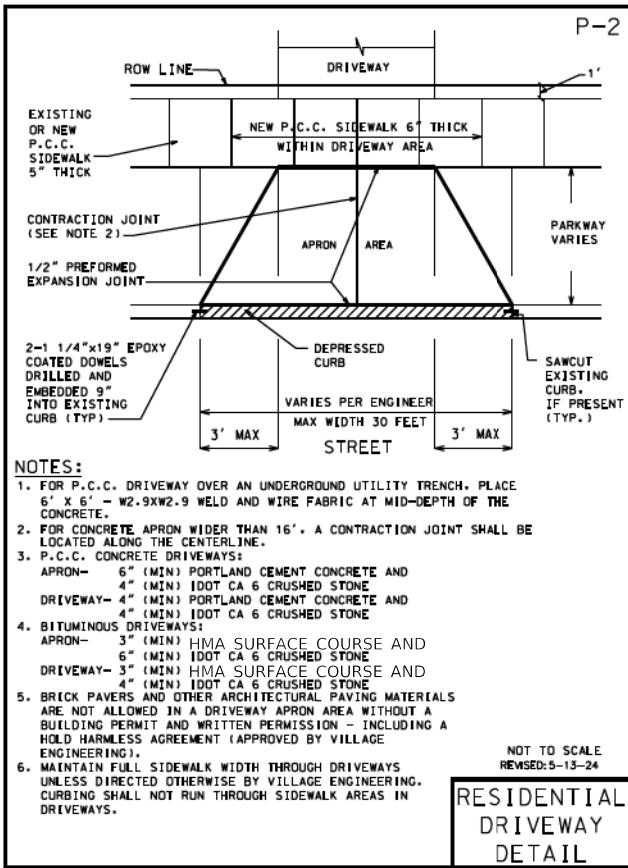 P-2
ROW LINE
DRIVEWAY
1'
EXISTING
OR NEW
P.C.C.
SIDEWALK
5" THICK
NEW P.C.C. SIDEWALK 6" THICK
WITHIN DRIVEWAY AREA
CONTRACTION JOINT
(SEE NOTE 2)
APRON AREA
PARKWAY
VARIES
1/2" PREFORMED
EXPANSION JOINT
2-1 1/4"x19" EPOXY
COATED DOWELS
DRILLED AND
EMBEDDED 9"
INTO EXISTING
CURB (TYP)
DEPRESSED
CURB
SAWCUT
EXISTING
CURB.
IF PRESENT
(TYP.)
VARIES PER ENGINEER
MAX WIDTH 30 FEET
3' MAX
3' MAX
STREET
NOTES:
1. FOR P.C.C. DRIVEWAY OVER AN UNDERGROUND UTILITY TRENCH. PLACE
6' X 6' - W2.9XW2.9 WELD AND WIRE FABRIC AT MID-DEPTH OF THE
CONCRETE.
2. FOR CONCRETE APRON WIDER THAN 16'. A CONTRACTION JOINT SHALL BE
LOCATED ALONG THE CENTERLINE.
3. P.C.C. CONCRETE DRIVEWAYS:
APRON- 6" (MIN) PORTLAND CEMENT CONCRETE AND
4" (MIN) IDOT CA 6 CRUSHED STONE
DRIVEWAY- 4" (MIN) PORTLAND CEMENT CONCRETE AND
4" (MIN) IDOT CA 6 CRUSHED STONE
4. BITUMINOUS DRIVEWAYS:
APRON- 3" (MIN) HMA SURFACE COURSE AND
6" (MIN) IDOT CA 6 CRUSHED STONE
DRIVEWAY- 3" (MIN) HMA SURFACE COURSE AND
4" (MIN) IDOT CA 6 CRUSHED STONE
5. BRICK PAVERS AND OTHER ARCHITECTURAL PAVING MATERIALS
ARE NOT ALLOWED IN A DRIVEWAY APRON AREA WITHOUT A
BUILDING PERMIT AND WRITTEN PERMISSION - INCLUDING A
HOLD HARMLESS AGREEMENT (APPROVED BY VILLAGE
ENGINEERING).
6. MAINTAIN FULL SIDEWALK WIDTH THROUGH DRIVEWAYS
UNLESS DIRECTED OTHERWISE BY VILLAGE ENGINEERING.
CURBING SHALL NOT RUN THROUGH SIDEWALK AREAS IN
DRIVEWAYS.
NOT TO SCALE
REVISED:5-13-24
RESIDENTIAL
DRIVEWAY
DETAIL